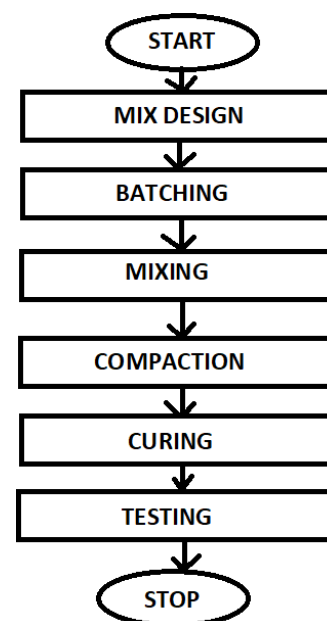 START
MIX DESIGN
BATCHING
MIXING
COMPACTION
CURING
TESTING
STOP